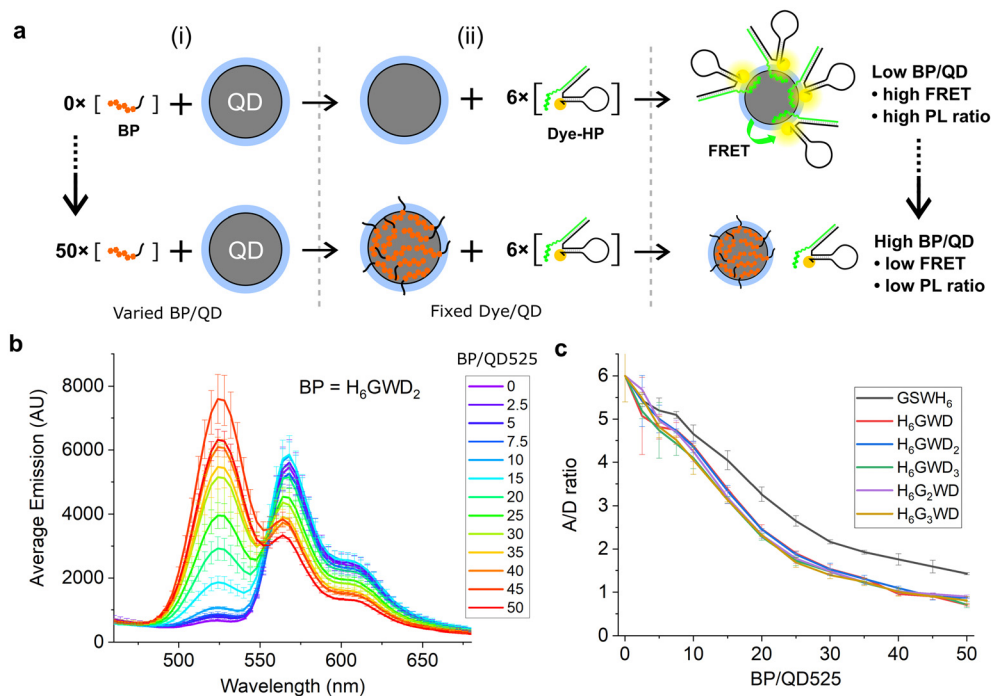 a
(i)
(ii)
0× [ ] + QD
BP
+ 6× [ ]
Dye-HP
FRET
Low BP/QD
• high FRET
• high PL ratio
50× [ ] + QD
+ 6× [ ]
High BP/QD
• low FRET
• low PL ratio
Varied BP/QD
Fixed Dye/QD
b
BP = H₆GWD₂
BP/QD525
0
2.5
5
7.5
10
15
20
25
30
35
40
45
50
Average Emission (AU)
8000
6000
4000
2000
0
500
550
600
650
Wavelength (nm)
c
GSWH₆
H₆GWD
H₆GWD₂
H₆GWD₃
H₆G₂WD
H₆G₃WD
A/D ratio
6
5
4
3
2
1
0
0
10
20
30
40
50
BP/QD525